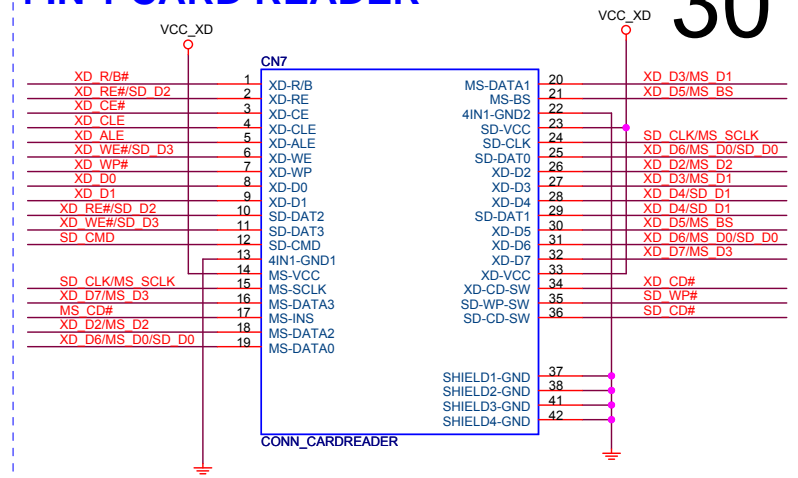 CARD READER
30
VCC_XD
VCC_XD
CN7
XD_R/B# 1 XD-R/B
XD_RE#/SD_D2 2 XD-RE
XD_CE# 3 XD-CE
XD_CLE 4 XD-CLE
XD_ALE 5 XD-ALE
XD_WE#/SD_D3 6 XD-WE
XD_WP# 7 XD-WP
XD_D0 8 XD-D0
XD_D1 9 XD-D1
XD_RE#/SD_D2 10 SD-DAT2
XD_WE#/SD_D3 11 SD-DAT3
SD_CMD 12 SD-CMD
13 4IN1-GND1
14 MS-VCC
SD_CLK/MS_SCLK 15 MS-SCLK
XD_D7/MS_D3 16 MS-DATA3
MS_CD# 17 MS-INS
XD_D2/MS_D2 18 MS-DATA2
XD_D6/MS_D0/SD_D0 19 MS-DATA0
MS-DATA1 20 XD_D3/MS_D1
MS-BS 21 XD_D5/MS_BS
4IN1-GND2 22
SD-VCC 23
SD-CLK 24 SD_CLK/MS_SCLK
SD-DAT0 25 XD_D6/MS_D0/SD_D0
XD-D2 26 XD_D2/MS_D2
XD-D3 27 XD_D3/MS_D1
XD-D4 28 XD_D4/SD_D1
SD-DAT1 29 XD_D4/SD_D1
XD-D5 30 XD_D5/MS_BS
XD-D6 31 XD_D6/MS_D0/SD_D0
XD-D7 32 XD_D7/MS_D3
XD-VCC 33
XD-CD-SW 34 XD_CD#
SD-WP-SW 35 SD_WP#
SD-CD-SW 36 SD_CD#
SHIELD1-GND 37
SHIELD2-GND 38
SHIELD3-GND 41
SHIELD4-GND 42
CONN_CARDREADER